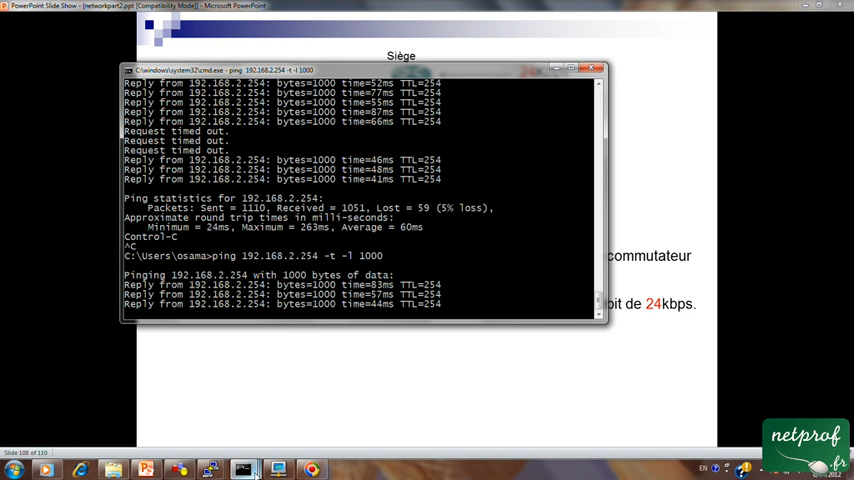 PowerPoint Slide Show - [networkpart2.ppt [Compatibility Mode]] - Microsoft PowerPoint
Siège
C:\windows\system32\cmd.exe - ping 192.168.2.254 -t -l 1000
Reply from 192.168.2.254: bytes=1000 time=52ms TTL=254
Reply from 192.168.2.254: bytes=1000 time=77ms TTL=254
Reply from 192.168.2.254: bytes=1000 time=55ms TTL=254
Reply from 192.168.2.254: bytes=1000 time=87ms TTL=254
Reply from 192.168.2.254: bytes=1000 time=66ms TTL=254
Request timed out.
Request timed out.
Request timed out.
Reply from 192.168.2.254: bytes=1000 time=46ms TTL=254
Reply from 192.168.2.254: bytes=1000 time=48ms TTL=254
Reply from 192.168.2.254: bytes=1000 time=41ms TTL=254
Ping statistics for 192.168.2.254:
Packets: Sent = 1110, Received = 1051, Lost = 59 (5% loss),
Approximate round trip times in milli-seconds:
Minimum = 24ms, Maximum = 263ms, Average = 60ms
Control-C
^C
C:\Users\osama>ping 192.168.2.254 -t -l 1000
commutateur
Pinging 192.168.2.254 with 1000 bytes of data:
Reply from 192.168.2.254: bytes=1000 time=83ms TTL=254
Reply from 192.168.2.254: bytes=1000 time=57ms TTL=254
Reply from 192.168.2.254: bytes=1000 time=44ms TTL=254
bit de 24kbps.
netprof
.fr
Slide 108 of 110
EN